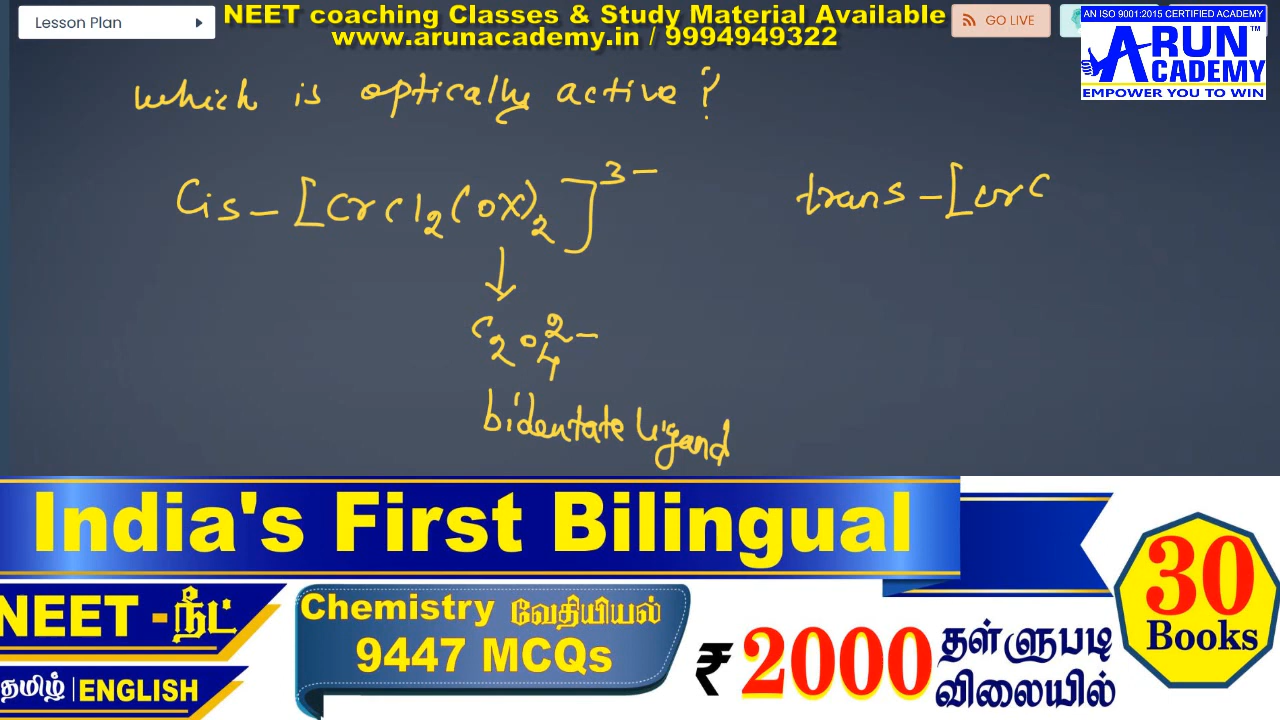 Lesson Plan
NEET coaching Classes & Study Material Available
www.arunacademy.in / 9994949322
GO LIVE
AN ISO 9001:2015 CERTIFIED ACADEMY
ARUN™
ACADEMY
EMPOWER YOU TO WIN
which is optically active?
Cis - [CrCl₂(OX)₂]³⁻
trans - [CrC
↓
C₂O₄²⁻
bidentate ligand
India's First Bilingual
NEET - நீட்
தமிழ் | ENGLISH
Chemistry வேதியியல்
9447 MCQs
₹ 2000 தள்ளுபடி
விலையில்
30
Books